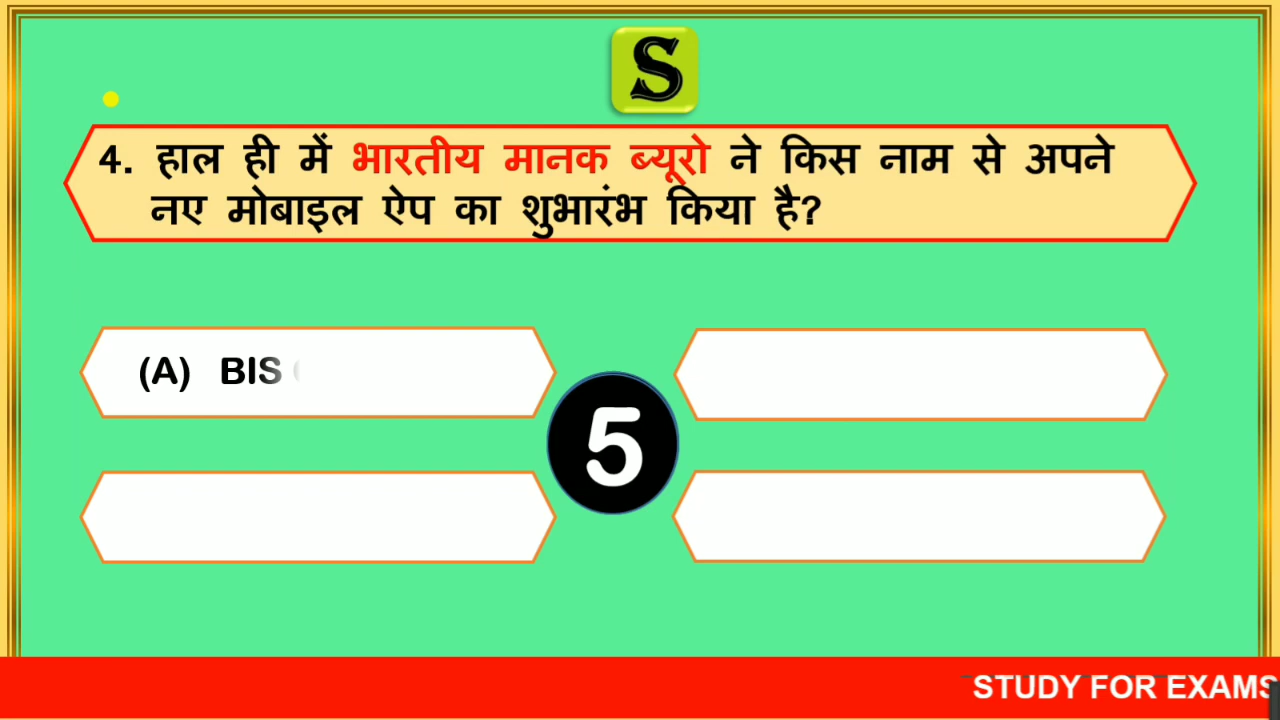 S
4. हाल ही में भारतीय मानक ब्यूरो ने किस नाम से अपने
नए मोबाइल ऐप का शुभारंभ किया है?
(A) BIS
5
STUDY FOR EXAMS